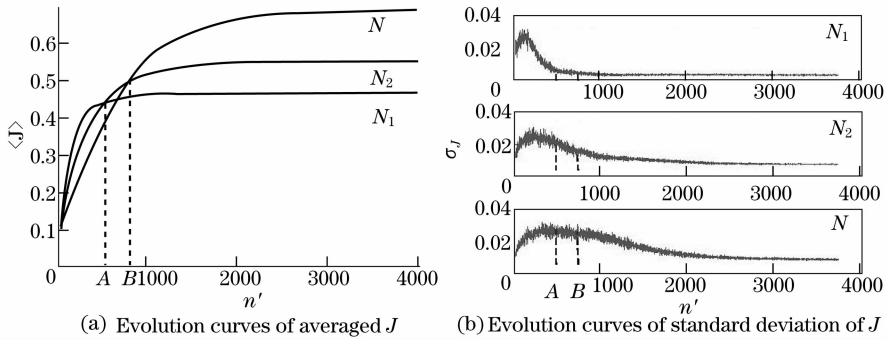 0.6
0.5
0.4
0.3
0.2
0.1
0
⟨J⟩
N
N₂
N₁
A
B
1000
2000
3000
4000
n′
(a) Evolution curves of averaged J
0.04
0.02
0
N₁
1000
2000
3000
4000
0.04
0.02
0
σ_J
N₂
1000
2000
3000
4000
0.04
0.02
0
N
A
B
1000
2000
3000
4000
n′
(b) Evolution curves of standard deviation of J